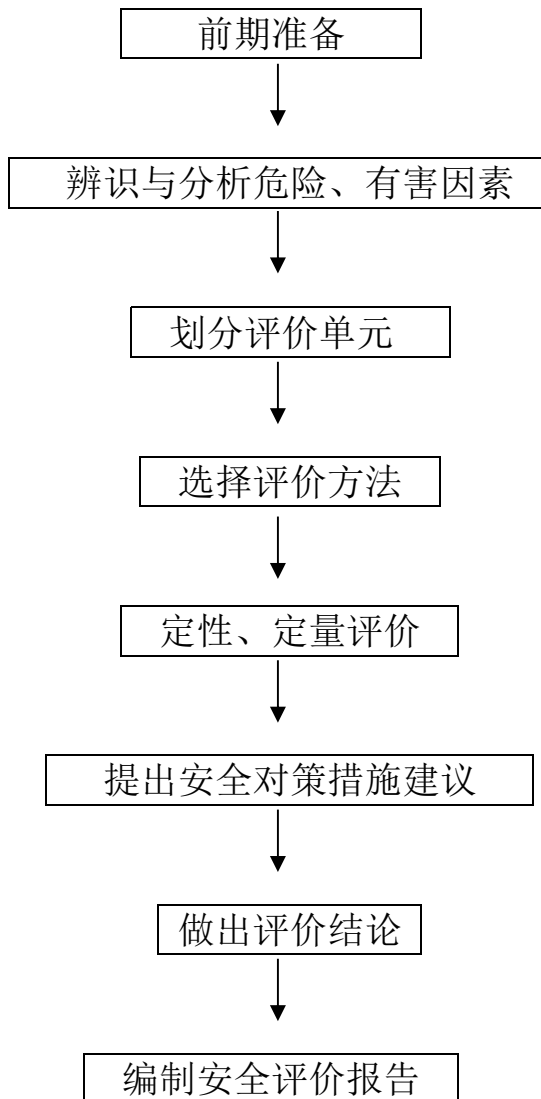 前期准备
辨识与分析危险、有害因素
划分评价单元
选择评价方法
定性、定量评价
提出安全对策措施建议
做出评价结论
编制安全评价报告